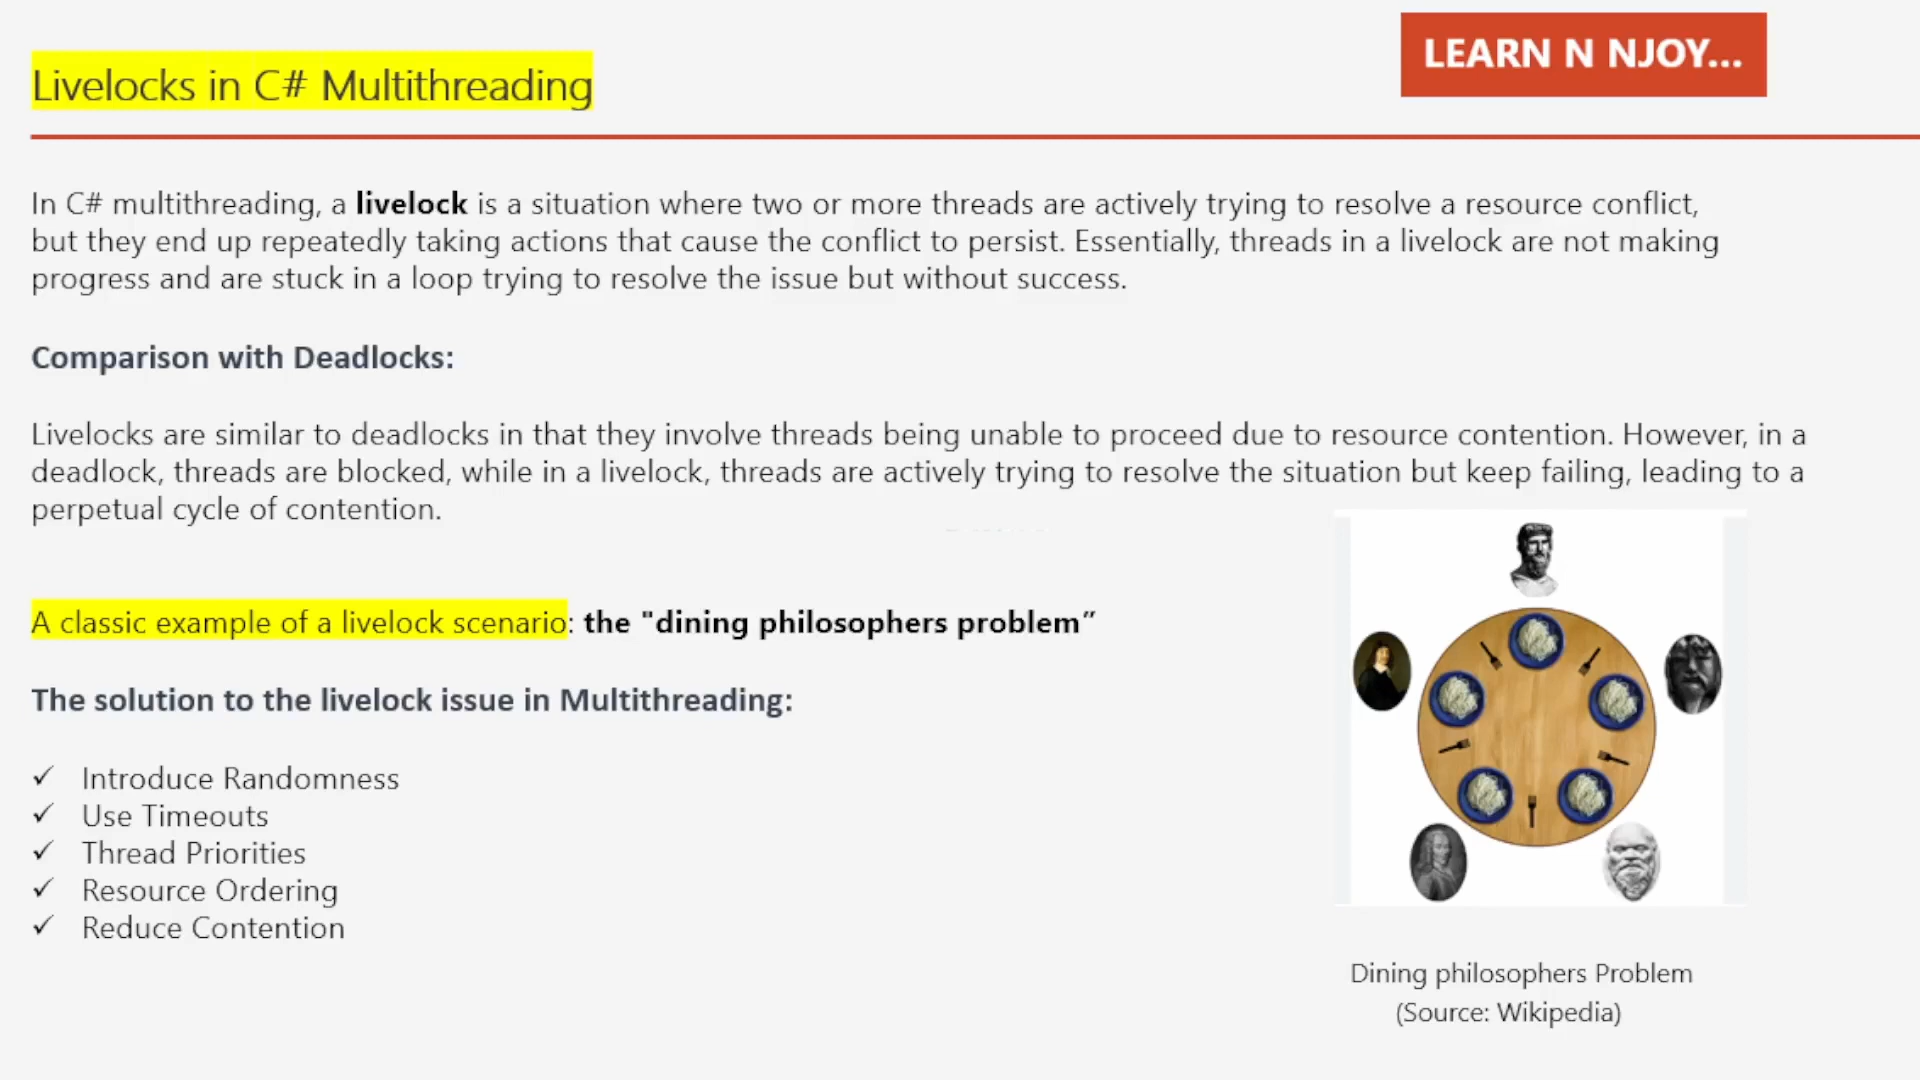 LEARN N NJOY...
Livelocks in C# Multithreading
In C# multithreading, a livelock is a situation where two or more threads are actively trying to resolve a resource conflict,
but they end up repeatedly taking actions that cause the conflict to persist. Essentially, threads in a livelock are not making
progress and are stuck in a loop trying to resolve the issue but without success.
Comparison with Deadlocks:
Livelocks are similar to deadlocks in that they involve threads being unable to proceed due to resource contention. However, in a
deadlock, threads are blocked, while in a livelock, threads are actively trying to resolve the situation but keep failing, leading to a
perpetual cycle of contention.
A classic example of a livelock scenario: the "dining philosophers problem”
The solution to the livelock issue in Multithreading:
✓ Introduce Randomness
✓ Use Timeouts
✓ Thread Priorities
✓ Resource Ordering
✓ Reduce Contention
Dining philosophers Problem
(Source: Wikipedia)